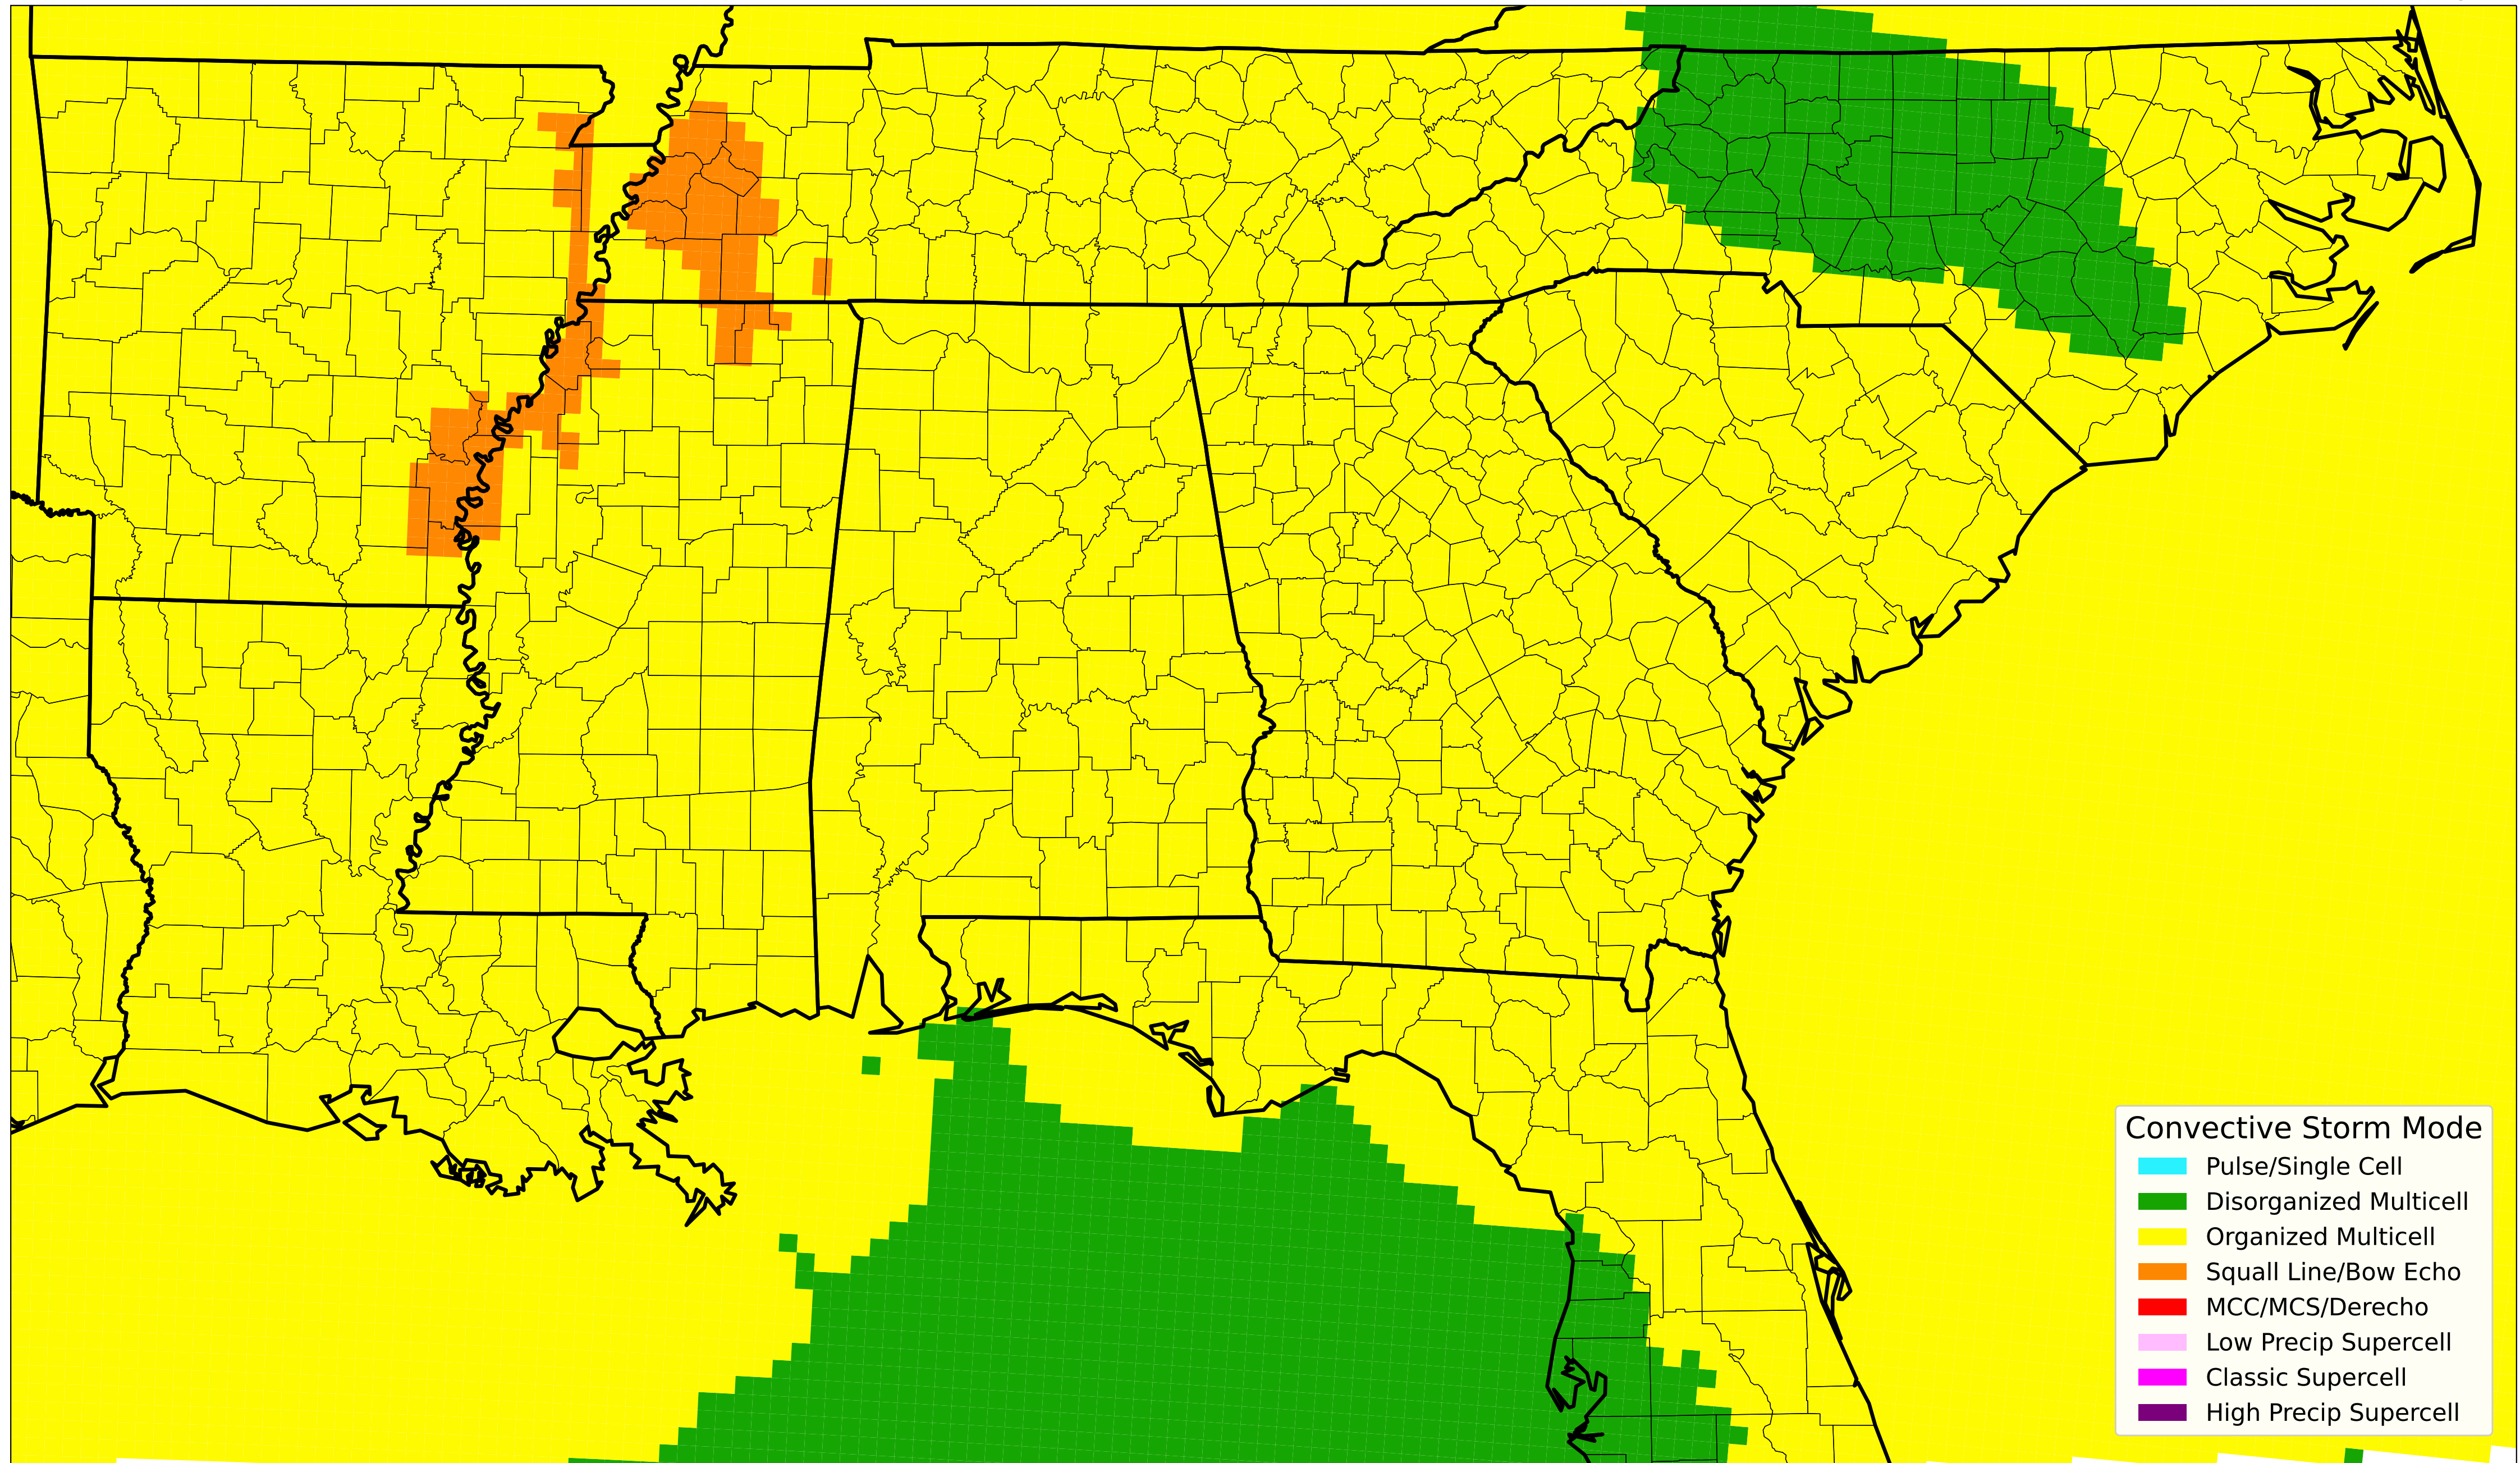 Convective Storm Mode
Pulse/Single Cell
Disorganized Multicell
Organized Multicell
Squall Line/Bow Echo
MCC/MCS/Derecho
Low Precip Supercell
Classic Supercell
High Precip Supercell